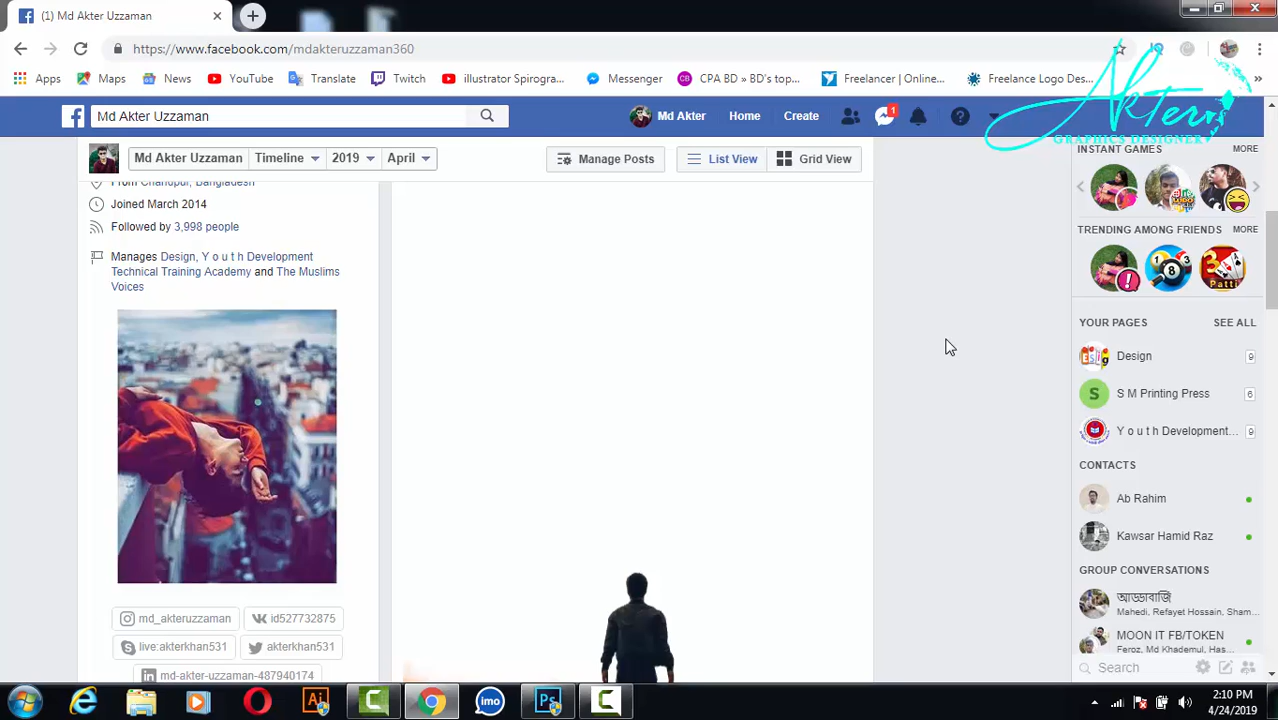 (1) Md Akter Uzzaman
https://www.facebook.com/mdakteruzzaman360
Apps
Maps
News
YouTube
Translate
Twitch
illustrator Spirogra...
Messenger
CPA BD » BD's top...
Freelancer | Online...
Freelance Logo Des...
»
Akter
GRAPHICS DESIGNER
Md Akter Uzzaman
Md Akter
Home
Create
1
Md Akter Uzzaman
Timeline
2019
April
Manage Posts
List View
Grid View
From Chandpur, Bangladesh
Joined March 2014
Followed by 3,998 people
Manages Design, Y o u t h Development
Technical Training Academy and The Muslims
Voices
md_akteruzzaman
id527732875
live:akterkhan531
akterkhan531
md-akter-uzzaman-487940174
INSTANT GAMES
MORE
TRENDING AMONG FRIENDS
MORE
YOUR PAGES
SEE ALL
Design
9
S M Printing Press
6
Y o u t h Development...
9
CONTACTS
Ab Rahim
Kawsar Hamid Raz
GROUP CONVERSATIONS
আড্ডাবাজি
Mahedi, Refayet Hossain, Sham...
MOON IT FB/TOKEN
Feroz, Md Khademul, Has...
Search
2:10 PM
4/24/2019